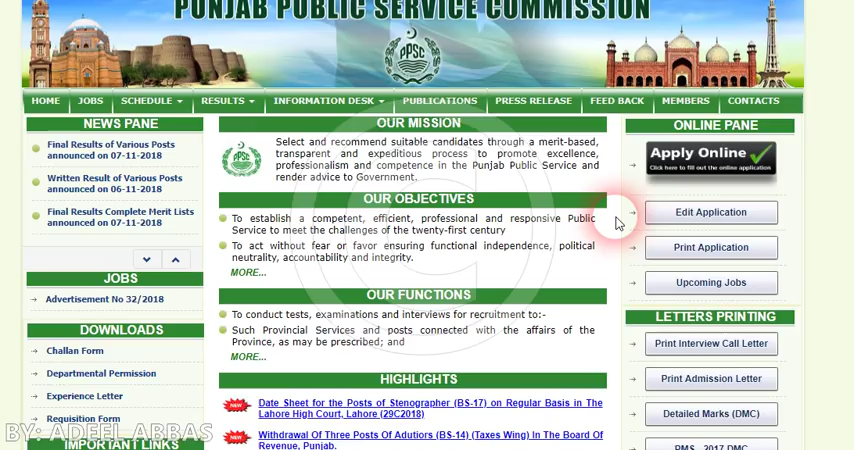 PUNJAB PUBLIC SERVICE COMMISSION
PPSC
HOME JOBS SCHEDULE RESULTS INFORMATION DESK PUBLICATIONS PRESS RELEASE FEED BACK MEMBERS CONTACTS
NEWS PANE
Final Results of Various Posts
announced on 07-11-2018
Written Result of Various Posts
announced on 06-11-2018
Final Results Complete Merit Lists
announced on 07-11-2018
JOBS
Advertisement No 32/2018
DOWNLOADS
Challan Form
Departmental Permission
Experience Letter
Requisition Form
BY: ADEEL ABBAS
IMPORTANT LINKS
OUR MISSION
Select and recommend suitable candidates through a merit-based,
transparent and expeditious process to promote excellence,
professionalism and competence in the Punjab Public Service and
render advice to Government.
OUR OBJECTIVES
To establish a competent, efficient, professional and responsive Public
Service to meet the challenges of the twenty-first century
To act without fear or favor ensuring functional independence, political
neutrality, accountability and integrity.
MORE...
OUR FUNCTIONS
To conduct tests, examinations and interviews for recruitment to:-
Such Provincial Services and posts connected with the affairs of the
Province, as may be prescribed; and
MORE...
HIGHLIGHTS
NEW
Date Sheet for the Posts of Stenographer (BS-17) on Regular Basis in The
Lahore High Court, Lahore (29C2018)
NEW
Withdrawal Of Three Posts Of Adutiors (BS-14) (Taxes Wing) In The Board Of
Revenue, Punjab.
ONLINE PANE
Apply Online
Click here to fill out the online application
Edit Application
Print Application
Upcoming Jobs
LETTERS PRINTING
Print Interview Call Letter
Print Admission Letter
Detailed Marks (DMC)
PMS - 2017 DMC